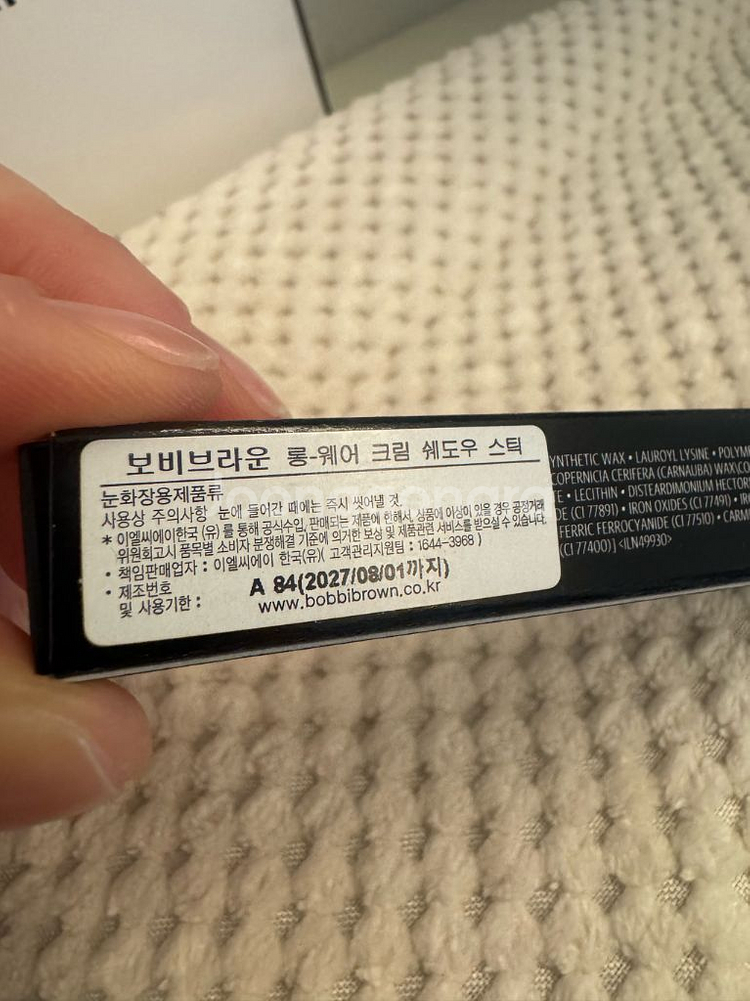 보비브라운 롱-웨어 크림 쉐도우 스틱
눈화장용제품류
사용상 주의사항 눈에 들어간 때에는 즉시 씻어낼 것.
* 이엘씨에이한국 (유) 를 통해 공식수입, 판매되는 제품에 한해서, 상품에 이상이 있을 경우 공정거래
위원회고시 품목별 소비자 분쟁해결 기준에 의거한 보상 및 제품관련 서비스를 받으실 수 있습니다.
• 책임판매업자 : 이엘씨에이 한국(유)( 고객관리지원팀 : 1644-3968 )
• 제조번호
및 사용기한 :
A 84(2027/08/01까지)
www.bobbibrown.co.kr
YNTHETIC WAX • LAUROYL LYSINE • POLYM
COPERNICIA CERIFERA (CARNAUBA) WAX(CO
E • LECITHIN • DISTEARDIMONIUM HECTOR
DE (CI 77891) • IRON OXIDES (CI 77491) • IR
FERRIC FERROCYANIDE (CI 77510) • CARM
(CI 77400)] <ILN49930>